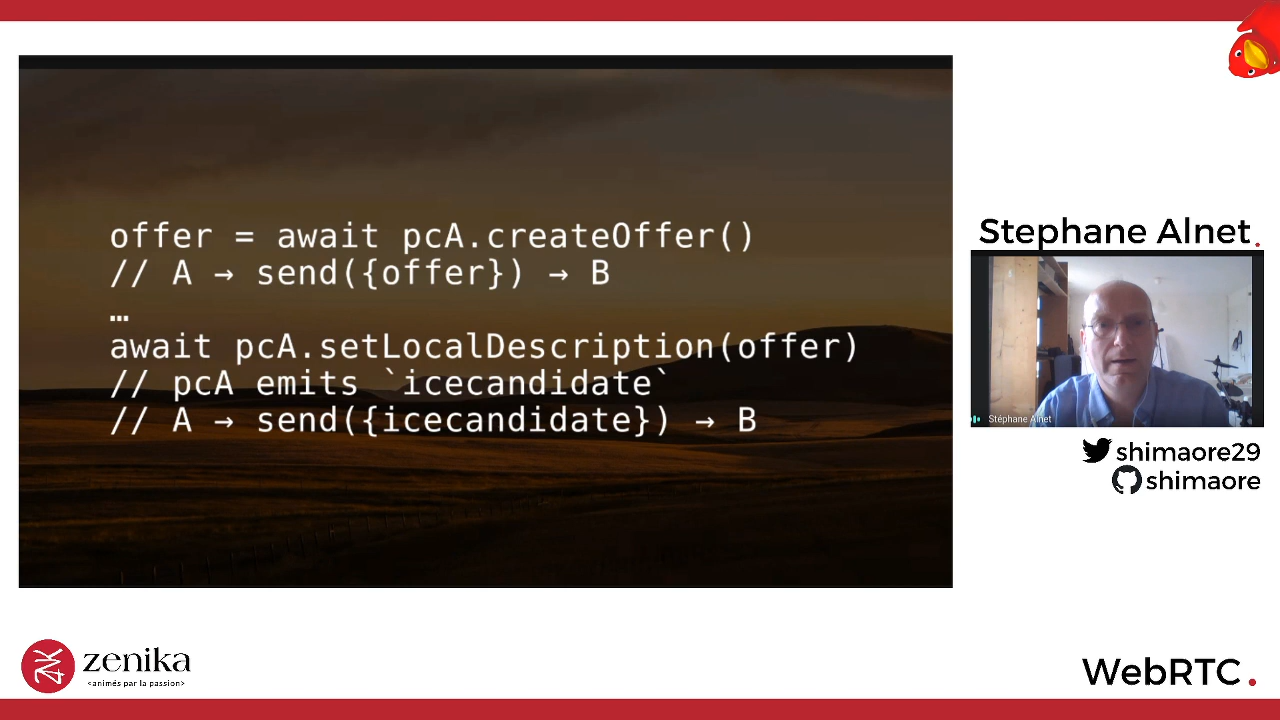 offer = await pcA.createOffer()
// A → send({offer}) → B
…
await pcA.setLocalDescription(offer)
// pcA emits `icecandidate`
// A → send({icecandidate}) → B
Stephane Alnet.
Stéphane Alnet
shimaore29
shimaore
zenika
<animés par la passion>
WebRTC.